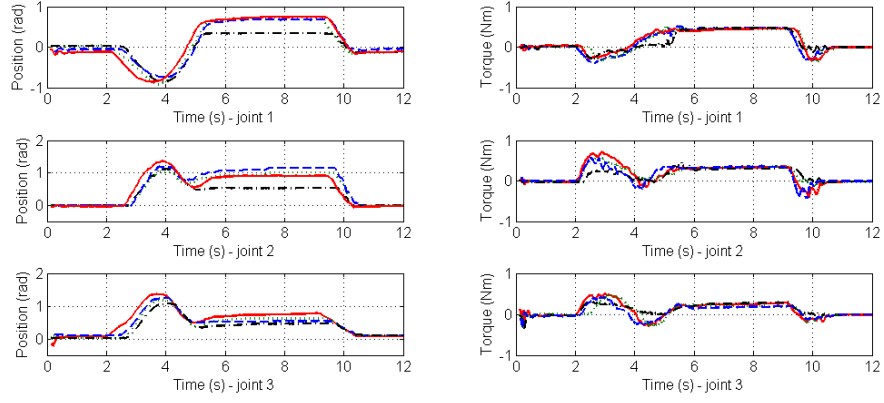 Position (rad)
1
0
-1
0 2 4 6 8 10 12
Time (s) - joint 1
Torque (Nm)
1
0
-1
0 2 4 6 8 10 12
Time (s) - joint 1
Position (rad)
2
1
0
0 2 4 6 8 10 12
Time (s) - joint 2
Torque (Nm)
1
0
-1
0 2 4 6 8 10 12
Time (s) - joint 2
Position (rad)
2
1
0
0 2 4 6 8 10 12
Time (s) - joint 3
Torque (Nm)
1
0
-1
0 2 4 6 8 10 12
Time (s) - joint 3